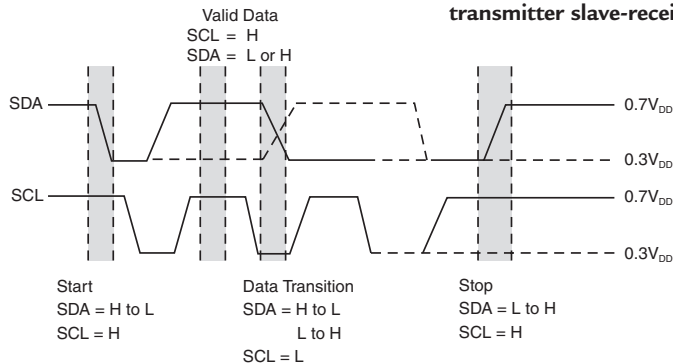 transmitter slave-recei
Valid Data
SCL = H
SDA = L or H
SDA
0.7VDD
0.3VDD
SCL
0.7VDD
0.3VDD
Start
SDA = H to L
SCL = H
Data Transition
SDA = H to L
L to H
SCL = L
Stop
SDA = L to H
SCL = H